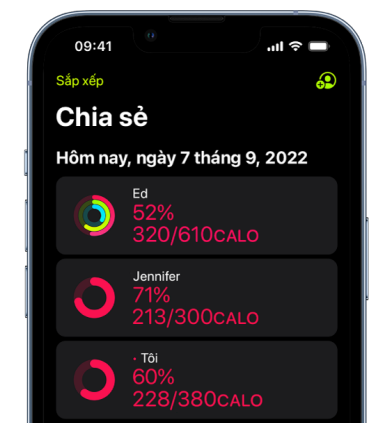 09:41
Sắp xếp
Chia sẻ
Hôm nay, ngày 7 tháng 9, 2022
Ed
52%
320/610CALO
Jennifer
71%
213/300CALO
· Tôi
60%
228/380CALO